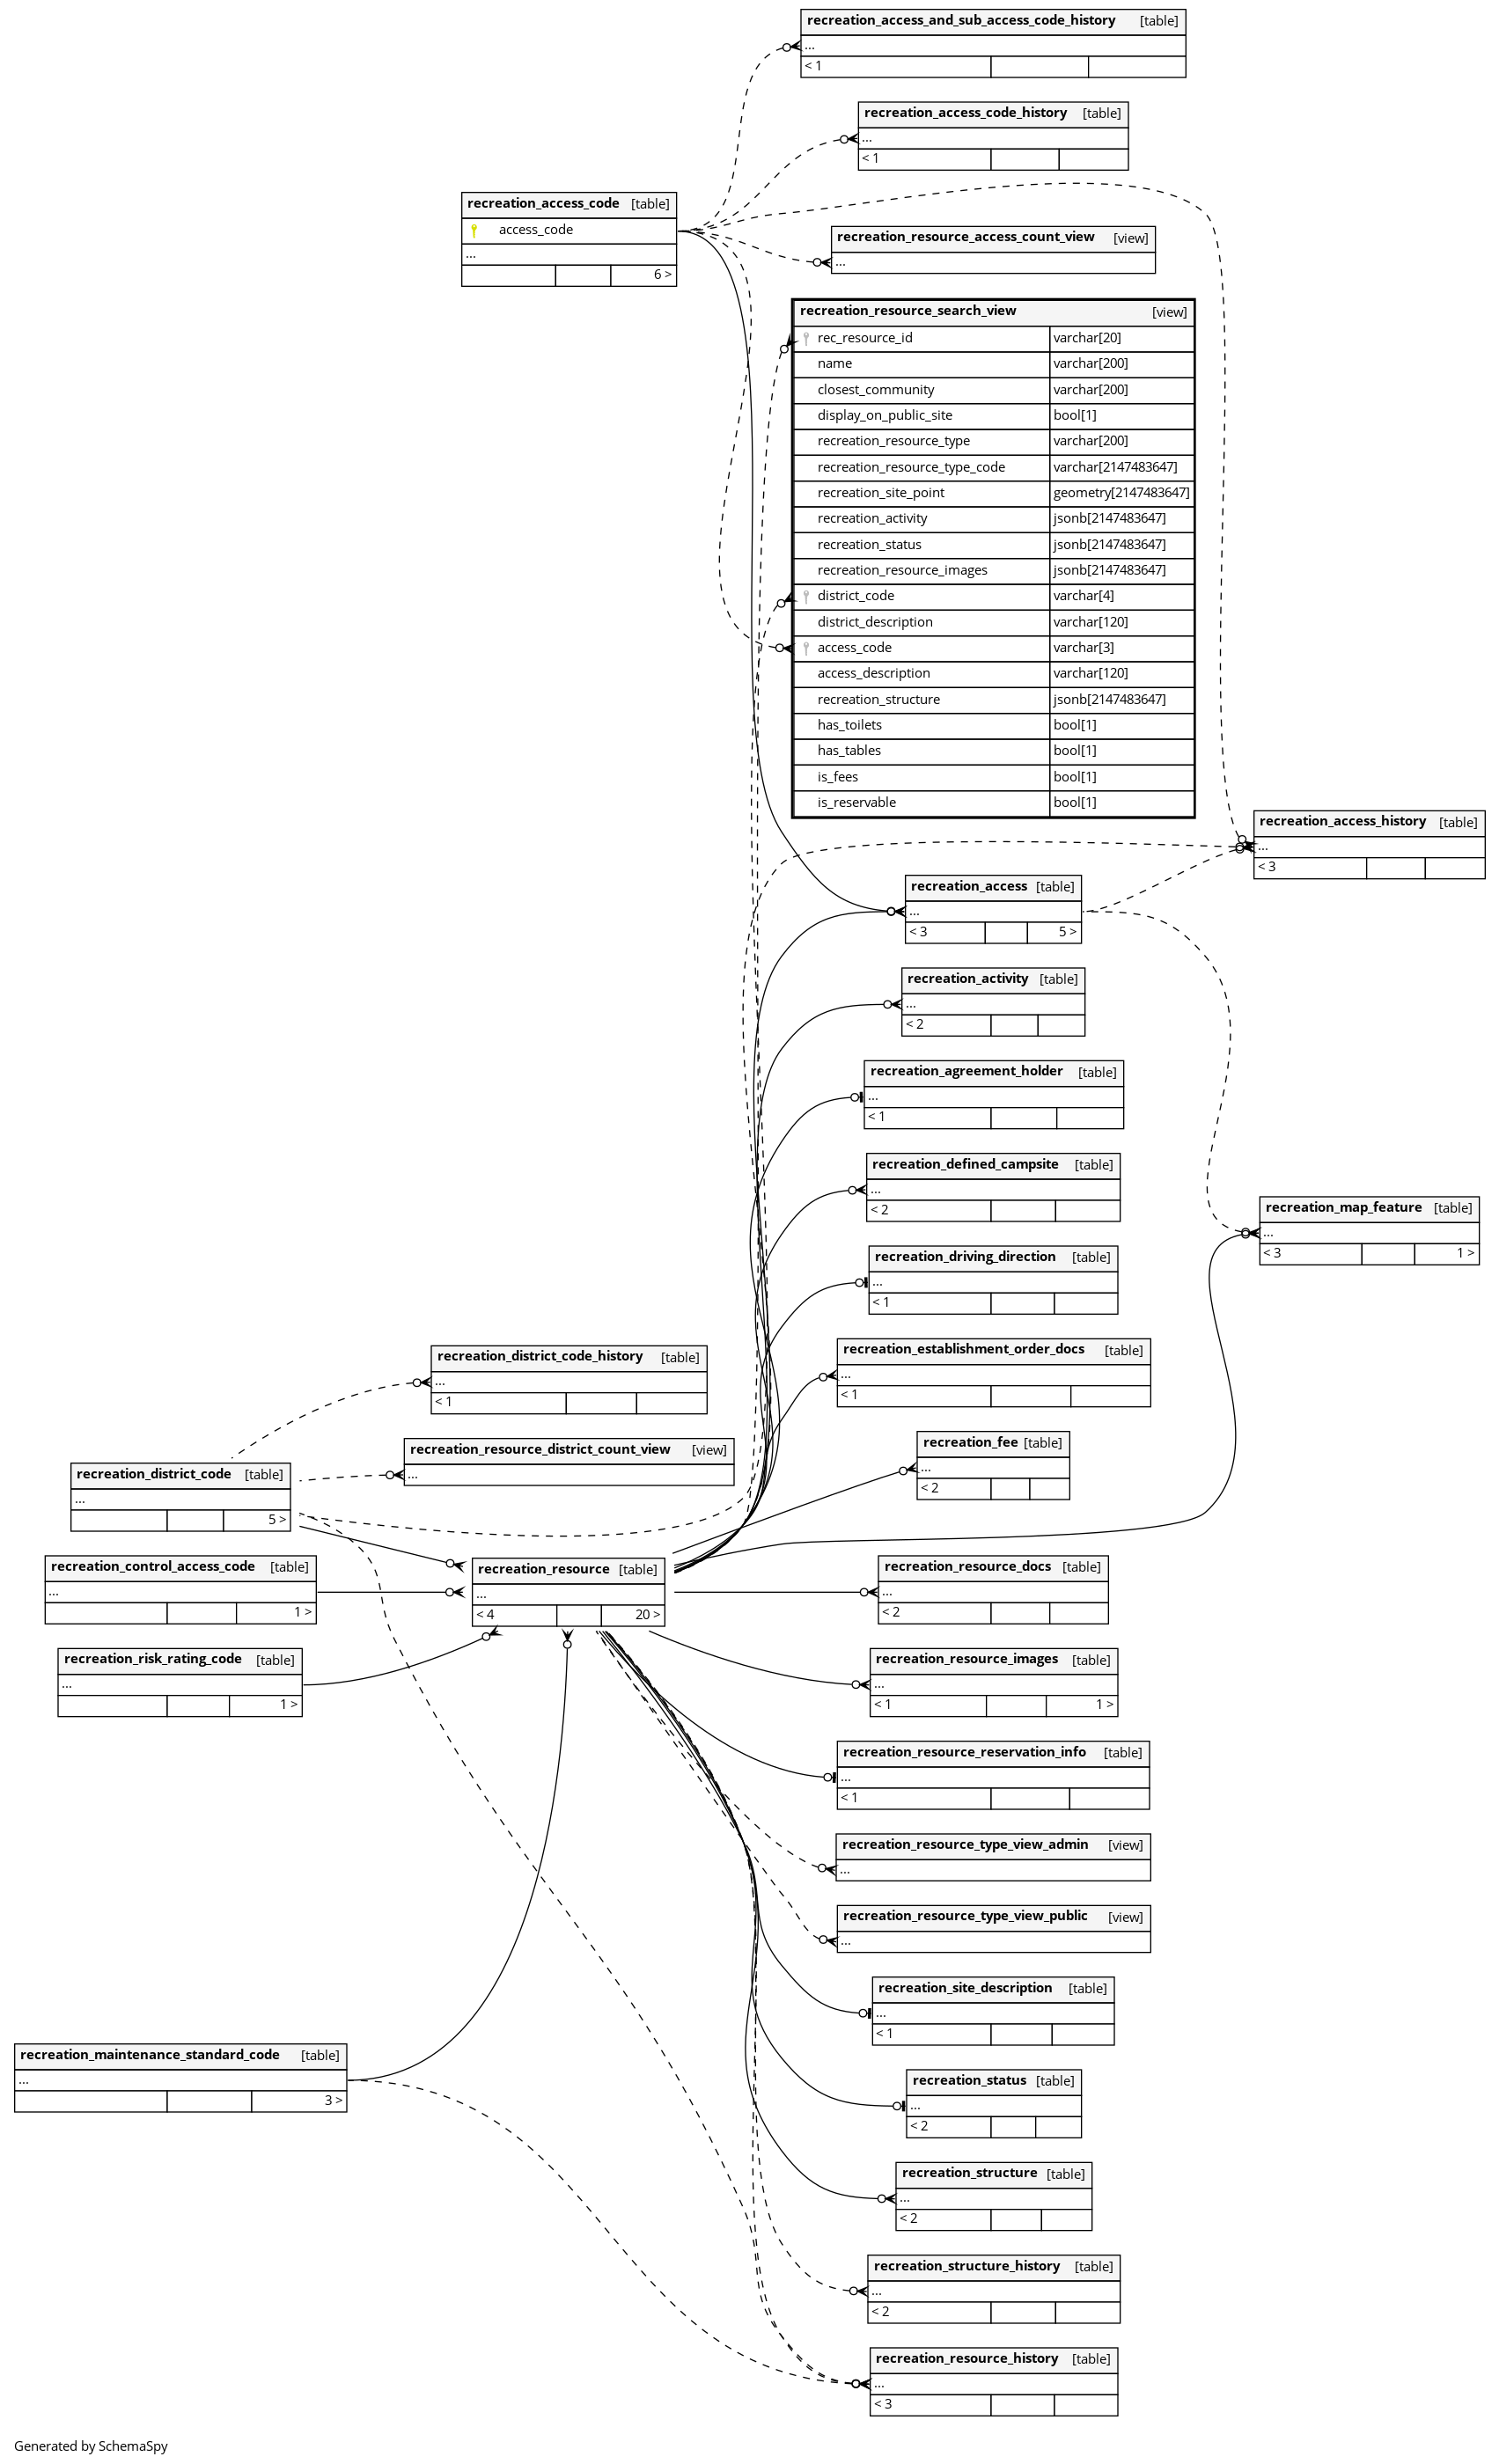 recreation_access_and_sub_access_code_history [table]
...
< 1
recreation_access_code_history [table]
...
< 1
recreation_access_code [table]
access_code
...
6 >
recreation_resource_access_count_view [view]
...
recreation_resource_search_view [view]
rec_resource_id varchar[20]
name varchar[200]
closest_community varchar[200]
display_on_public_site bool[1]
recreation_resource_type varchar[200]
recreation_resource_type_code varchar[2147483647]
recreation_site_point geometry[2147483647]
recreation_activity jsonb[2147483647]
recreation_status jsonb[2147483647]
recreation_resource_images jsonb[2147483647]
district_code varchar[4]
district_description varchar[120]
access_code varchar[3]
access_description varchar[120]
recreation_structure jsonb[2147483647]
has_toilets bool[1]
has_tables bool[1]
is_fees bool[1]
is_reservable bool[1]
recreation_access_history [table]
...
< 3
recreation_access [table]
...
< 3 5 >
recreation_activity [table]
...
< 2
recreation_agreement_holder [table]
...
< 1
recreation_defined_campsite [table]
...
< 2
recreation_map_feature [table]
...
< 3 1 >
recreation_driving_direction [table]
...
< 1
recreation_establishment_order_docs [table]
...
< 1
recreation_district_code_history [table]
...
< 1
recreation_fee [table]
...
< 2
recreation_resource_district_count_view [view]
...
recreation_district_code [table]
...
5 >
recreation_control_access_code [table]
...
1 >
recreation_resource [table]
...
< 4 20 >
recreation_resource_docs [table]
...
< 2
recreation_risk_rating_code [table]
...
1 >
recreation_resource_images [table]
...
< 1 1 >
recreation_resource_reservation_info [table]
...
< 1
recreation_resource_type_view_admin [view]
...
recreation_resource_type_view_public [view]
...
recreation_site_description [table]
...
< 1
recreation_maintenance_standard_code [table]
...
3 >
recreation_status [table]
...
< 2
recreation_structure [table]
...
< 2
recreation_structure_history [table]
...
< 2
recreation_resource_history [table]
...
< 3
Generated by SchemaSpy